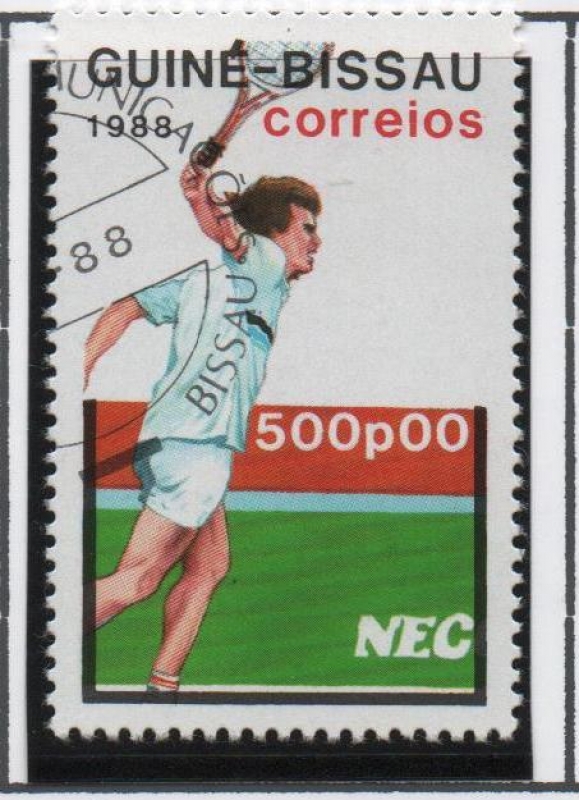 GUINÉ-BISSAU
1988 correios
-88
BISSAU
500p00
NEC